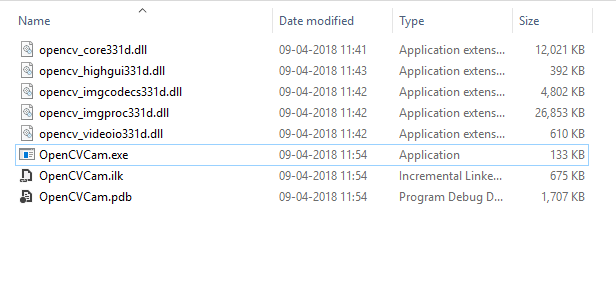 Name Date modified Type Size
opencv_core331d.dll 09-04-2018 11:41 Application extens... 12,021 KB
opencv_highgui331d.dll 09-04-2018 11:43 Application extens... 392 KB
opencv_imgcodecs331d.dll 09-04-2018 11:42 Application extens... 4,802 KB
opencv_imgproc331d.dll 09-04-2018 11:42 Application extens... 26,853 KB
opencv_videoio331d.dll 09-04-2018 11:42 Application extens... 610 KB
OpenCVCam.exe 09-04-2018 11:54 Application 133 KB
OpenCVCam.ilk 09-04-2018 11:54 Incremental Linke... 675 KB
OpenCVCam.pdb 09-04-2018 11:54 Program Debug D... 1,707 KB